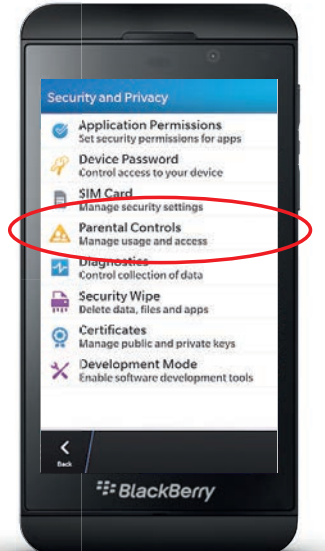 Security and Privacy
Application Permissions
Set security permissions for apps
Device Password
Control access to your device
SIM Card
Manage security settings
Parental Controls
Manage usage and access
Diagnostics
Control collection of data
Security Wipe
Delete data, files and apps
Certificates
Manage public and private keys
Development Mode
Enable software development tools
Back
BlackBerry